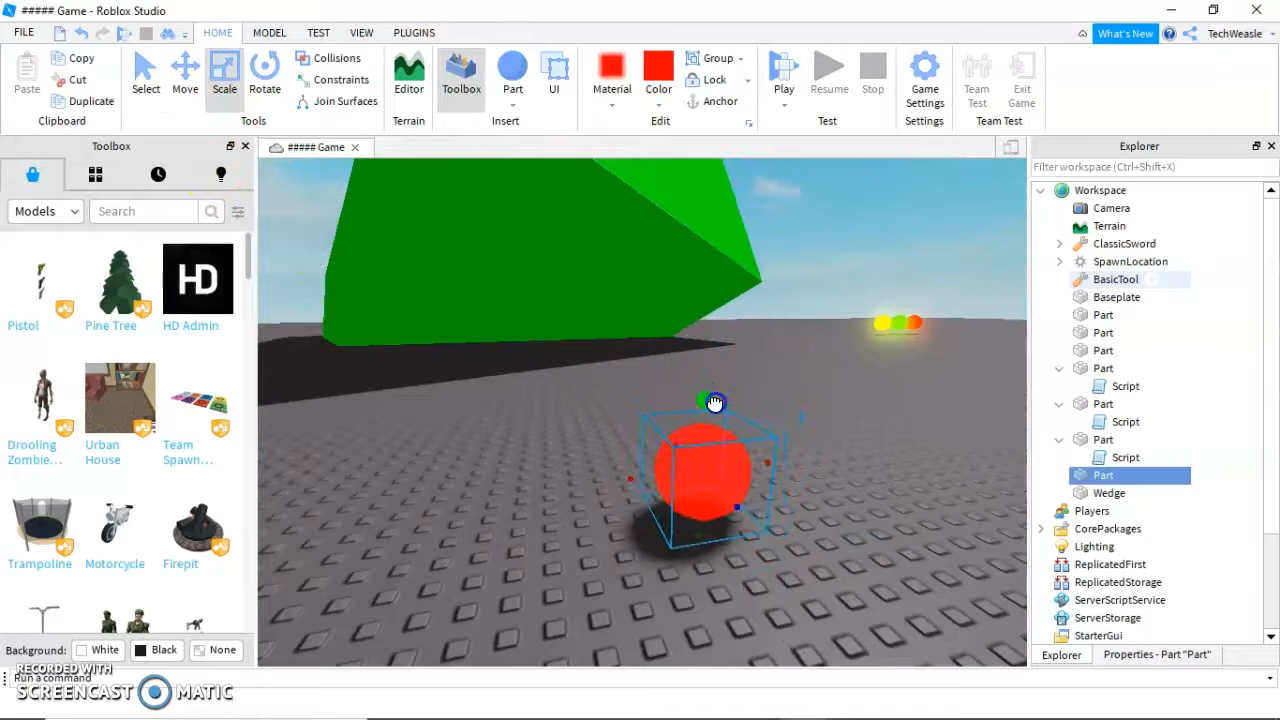 ##### Game - Roblox Studio
FILE HOME MODEL TEST VIEW PLUGINS What's New TechWeasle
Paste Copy Cut Duplicate Select Move Scale Rotate Collisions Constraints Join Surfaces Editor Toolbox Part UI Material Color Group Lock Anchor Play Resume Stop Game Settings Team Test Exit Game
Clipboard Tools Terrain Insert Edit Test Settings Team Test
Toolbox ##### Game Explorer
Filter workspace (Ctrl+Shift+X)
Models Search
Pistol Pine Tree HD Admin
HD
Drooling Zombie... Urban House Team Spawn...
Trampoline Motorcycle Firepit
Background: White Black None
Workspace
Camera
Terrain
ClassicSword
SpawnLocation
BasicTool
Baseplate
Part
Part
Part
Part
Script
Part
Script
Part
Script
Part
Wedge
Players
CorePackages
Lighting
ReplicatedFirst
ReplicatedStorage
ServerScriptService
ServerStorage
StarterGui
Explorer Properties - Part "Part"
Run a command
RECORDED WITH
SCREENCAST MATIC